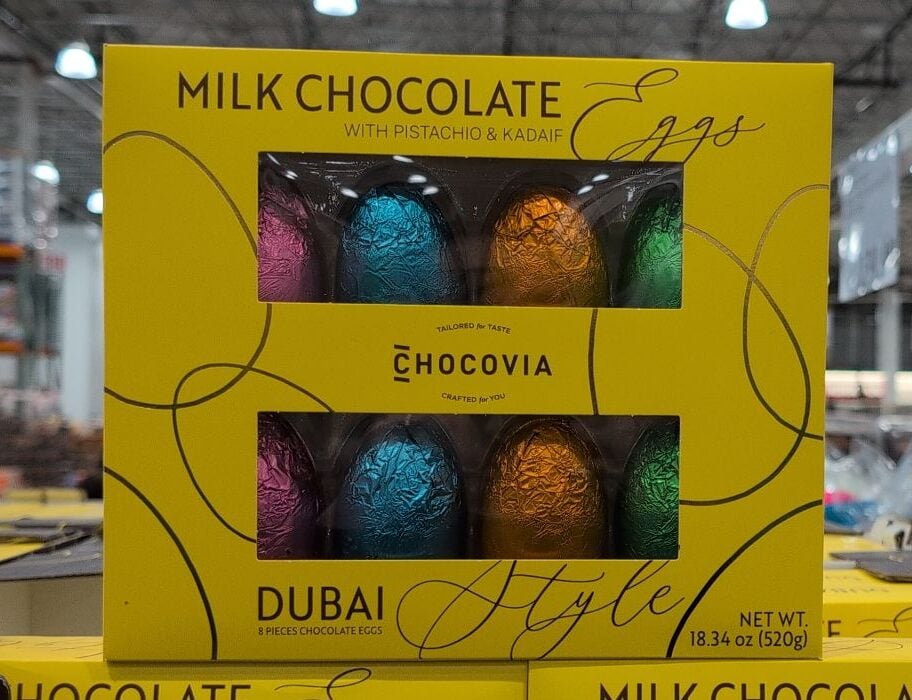 MILK CHOCOLATE Eggs
WITH PISTACHIO & KADAIF
TAILORED for TASTE
CHOCOVIA
CRAFTED for YOU
DUBAI Style
8 PIECES CHOCOLATE EGGS
NET WT.
18.34 oz (520g)
HOCOLATE
MILK CHOCOLA